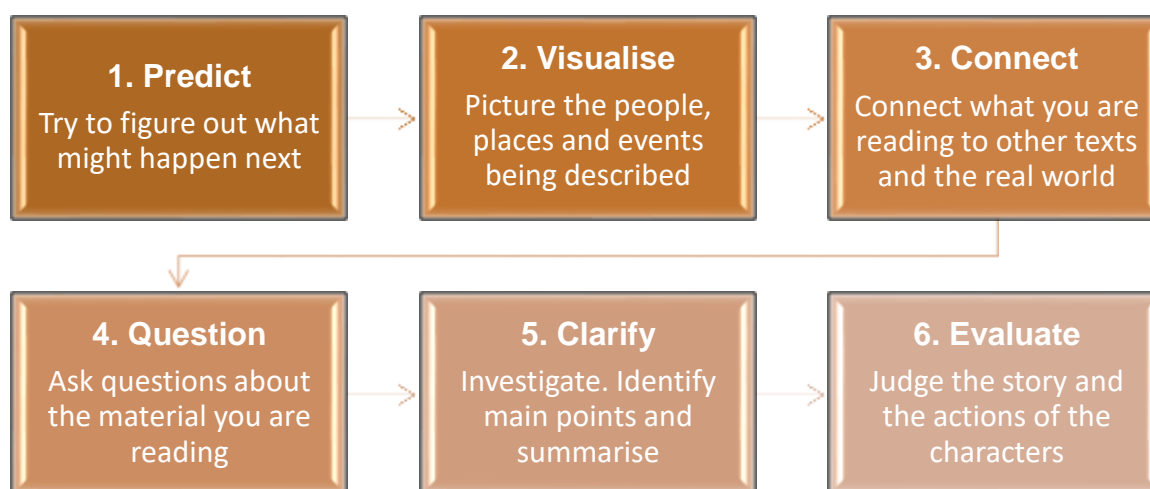 1. Predict
Try to figure out what
might happen next
2. Visualise
Picture the people,
places and events
being described
3. Connect
Connect what you are
reading to other texts
and the real world
4. Question
Ask questions about
the material you are
reading
5. Clarify
Investigate. Identify
main points and
summarise
6. Evaluate
Judge the story and
the actions of the
characters